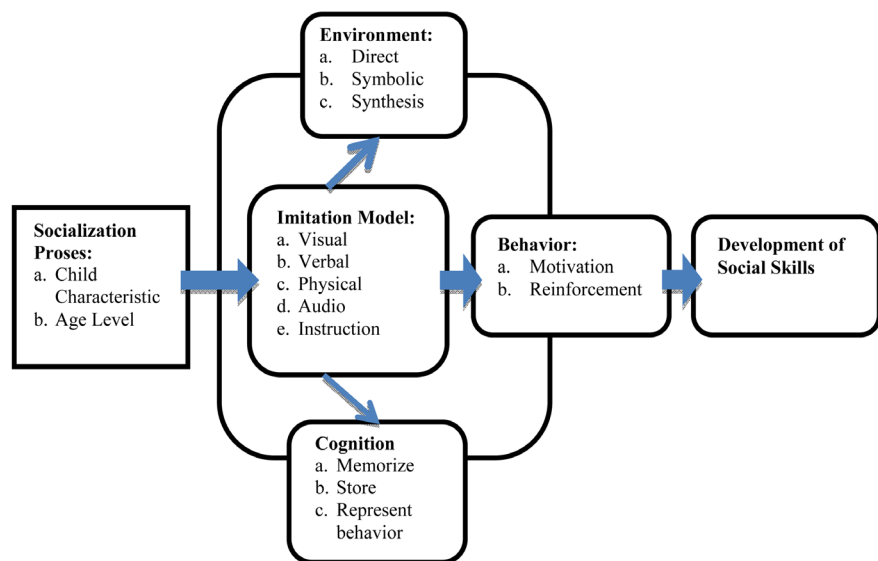 Environment:
a. Direct
b. Symbolic
c. Synthesis
Socialization
Proses:
a. Child
Characteristic
b. Age Level
Imitation Model:
a. Visual
b. Verbal
c. Physical
d. Audio
e. Instruction
Behavior:
a. Motivation
b. Reinforcement
Development of
Social Skills
Cognition
a. Memorize
b. Store
c. Represent
behavior